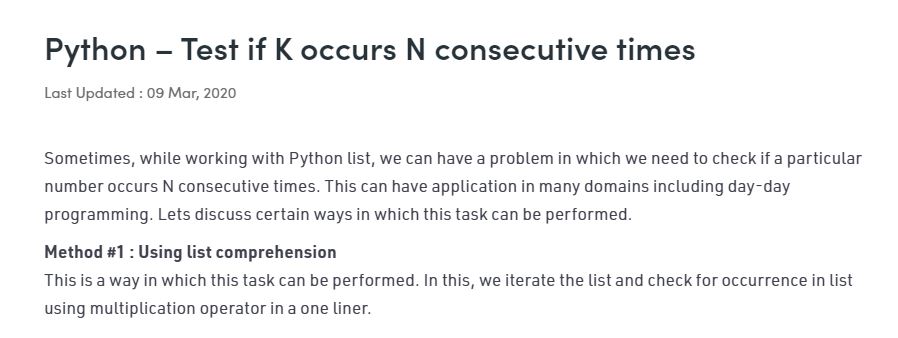 Python – Test if K occurs N consecutive times
Last Updated : 09 Mar, 2020
Sometimes, while working with Python list, we can have a problem in which we need to check if a particular
number occurs N consecutive times. This can have application in many domains including day-day
programming. Lets discuss certain ways in which this task can be performed.
Method #1 : Using list comprehension
This is a way in which this task can be performed. In this, we iterate the list and check for occurrence in list
using multiplication operator in a one liner.